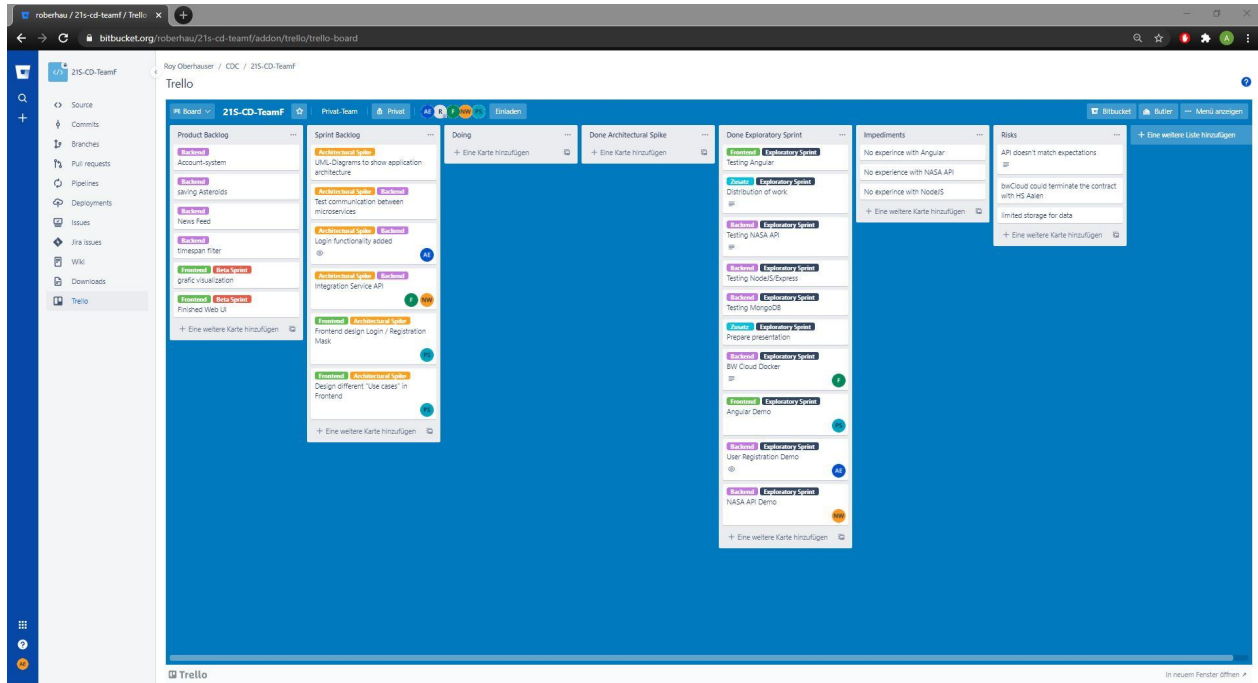 roberhau / 21s-cd-teamf / Trello
bitbucket.org/roberhau/21s-cd-teamf/addon/trello/trello-board
A
21S-CD-TeamF
Source
Commits
Branches
Pull requests
Pipelines
Deployments
Issues
Jira issues
Wiki
Downloads
Trello
AE
Roy Oberhauser / CDC / 21S-CD-TeamF
Trello
Board
21S-CD-TeamF
Privat-Team
Privat
AE R F NW PS
Einladen
Bitbucket
Butler
Menü anzeigen
Product Backlog
Backend
Account-system
Backend
saving Asteroids
Backend
News Feed
Backend
timespan filter
Frontend Beta Sprint
grafic visualization
Frontend Beta Sprint
Finished Web UI
+ Eine weitere Karte hinzufügen
Sprint Backlog
Architectural Spike
UML-Diagrams to show application
architecture
Architectural Spike Backend
Test communication between
microservices
Architectural Spike Backend
Login functionality added
AE
Architectural Spike Backend
Integration Service API
F NW
Frontend Architectural Spike
Frontend design Login / Registration
Mask
PS
Frontend Architectural Spike
Design different "Use cases" in
Frontend
PS
+ Eine weitere Karte hinzufügen
Doing
+ Eine Karte hinzufügen
Done Architectural Spike
+ Eine Karte hinzufügen
Done Exploratory Sprint
Frontend Exploratory Sprint
Testing Angular
Zusatz Exploratory Sprint
Distribution of work
Backend Exploratory Sprint
Testing NASA API
Backend Exploratory Sprint
Testing NodeJS/Express
Backend Exploratory Sprint
Testing MongoDB
Zusatz Exploratory Sprint
Prepare presentation
Backend Exploratory Sprint
BW Cloud Docker
F
Frontend Exploratory Sprint
Angular Demo
PS
Backend Exploratory Sprint
User Registration Demo
AE
Backend Exploratory Sprint
NASA API Demo
NW
+ Eine weitere Karte hinzufügen
Impediments
No experince with Angular
No experience with NASA API
No experince with NodeJS
+ Eine weitere Karte hinzufügen
Risks
API doesn't match expectations
bwCloud could terminate the contract
with HS Aalen
limited storage for data
+ Eine weitere Karte hinzufügen
+ Eine weitere Liste hinzufügen
Trello
In neuem Fenster öffnen